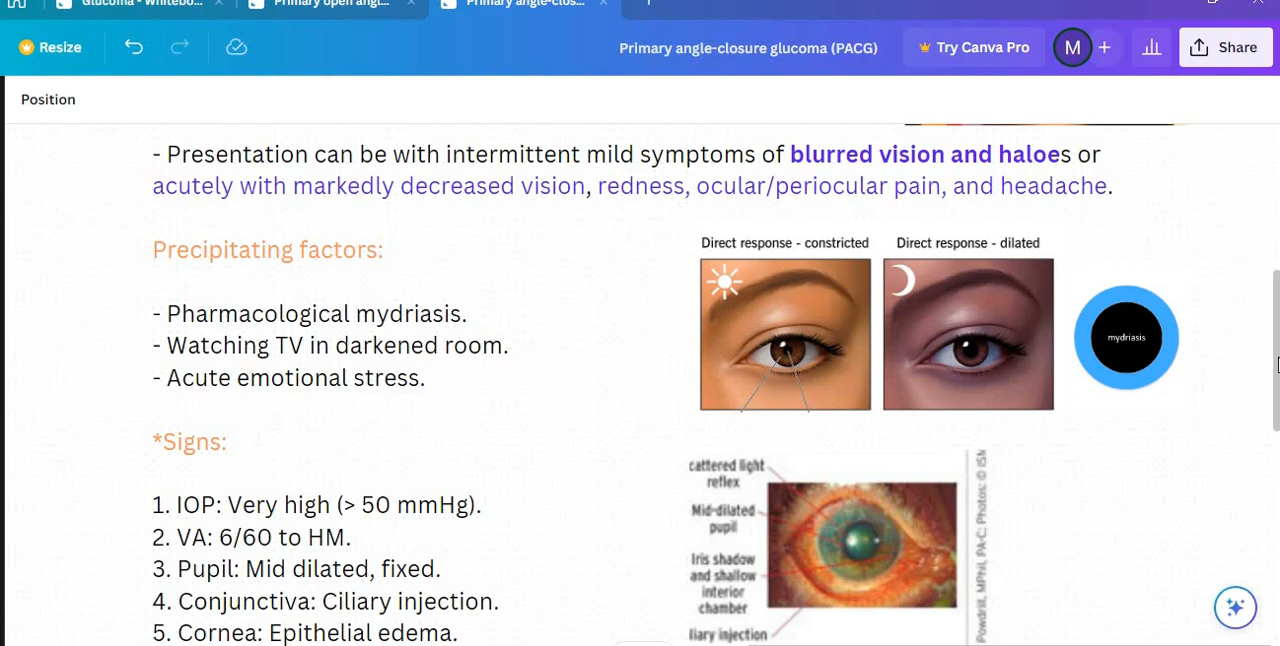 Glucoma - Whitebo...
Primary open angl...
Primary angle-clos...
Resize
Primary angle-closure glucoma (PACG)
Try Canva Pro
M
Share
Position
- Presentation can be with intermittent mild symptoms of blurred vision and haloes or
acutely with markedly decreased vision, redness, ocular/periocular pain, and headache.
Precipitating factors:
- Pharmacological mydriasis.
- Watching TV in darkened room.
- Acute emotional stress.
Direct response - constricted
Direct response - dilated
mydriasis
*Signs:
1. IOP: Very high (> 50 mmHg).
2. VA: 6/60 to HM.
3. Pupil: Mid dilated, fixed.
4. Conjunctiva: Ciliary injection.
5. Cornea: Epithelial edema.
cattered light
reflex
Mid-dilated
pupil
Iris shadow
and shallow
interior
chamber
liary injection
Powdrill, MPhil, PA-C; Photos: © ISM